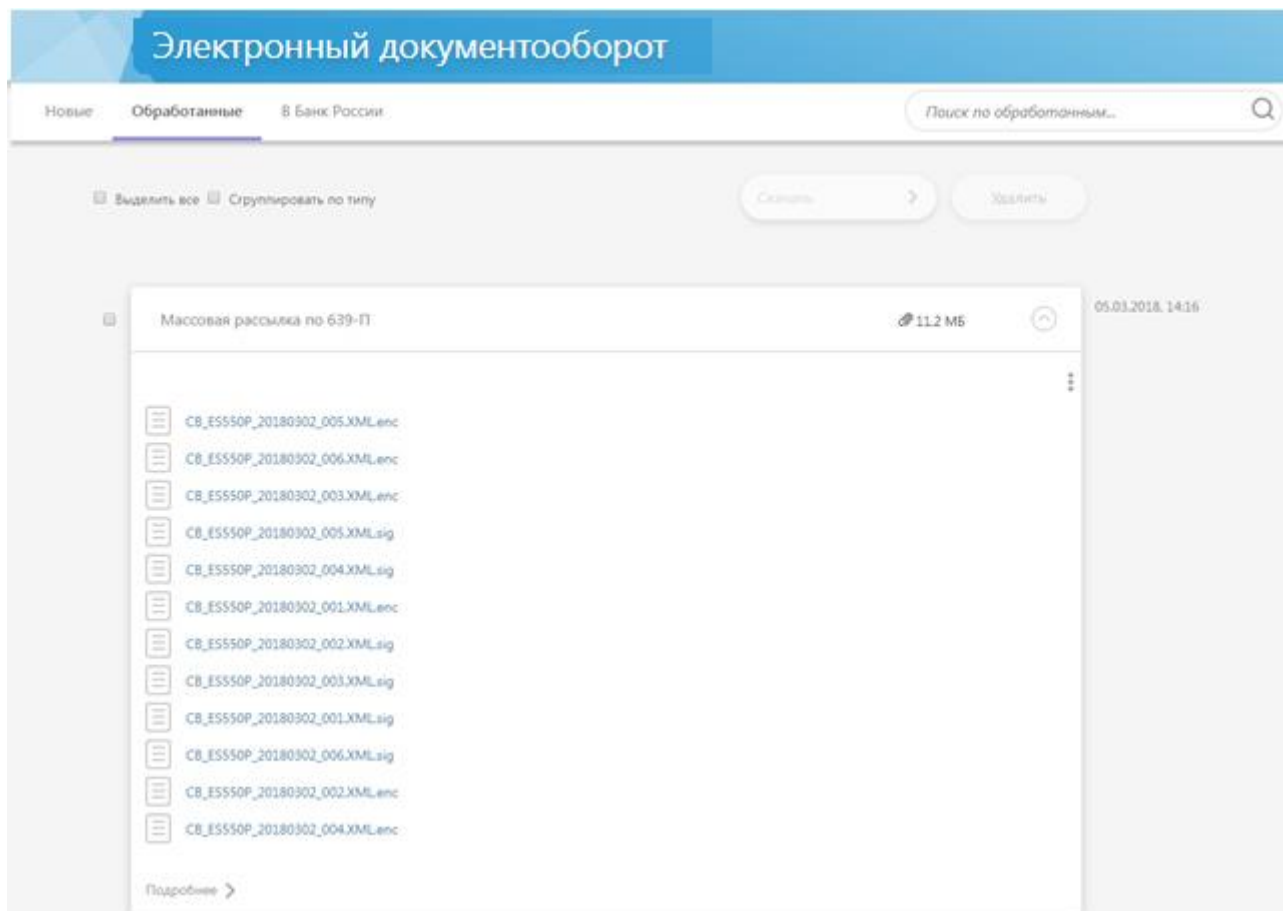 Электронный документооборот
Новые Обработанные В Банк России Поиск по обработанным...
Выделить все Сгруппировать по типу Скачать Удалить
05.03.2018, 14:16
Массовая рассылка по 639-П 11.2 МБ
CB_ES550P_20180302_005.XML.enc
CB_ES550P_20180302_006.XML.enc
CB_ES550P_20180302_003.XML.enc
CB_ES550P_20180302_005.XML.sig
CB_ES550P_20180302_004.XML.sig
CB_ES550P_20180302_001.XML.enc
CB_ES550P_20180302_002.XML.sig
CB_ES550P_20180302_003.XML.sig
CB_ES550P_20180302_001.XML.sig
CB_ES550P_20180302_006.XML.sig
CB_ES550P_20180302_002.XML.enc
CB_ES550P_20180302_004.XML.enc
Подробнее